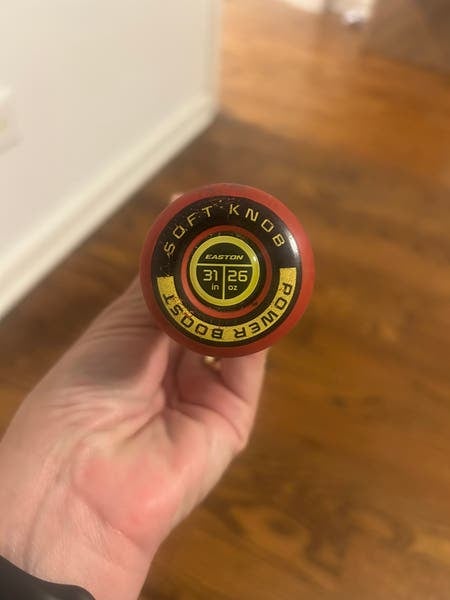 SOFT KNOB
EASTON
31 26
in oz
POWER BOOST